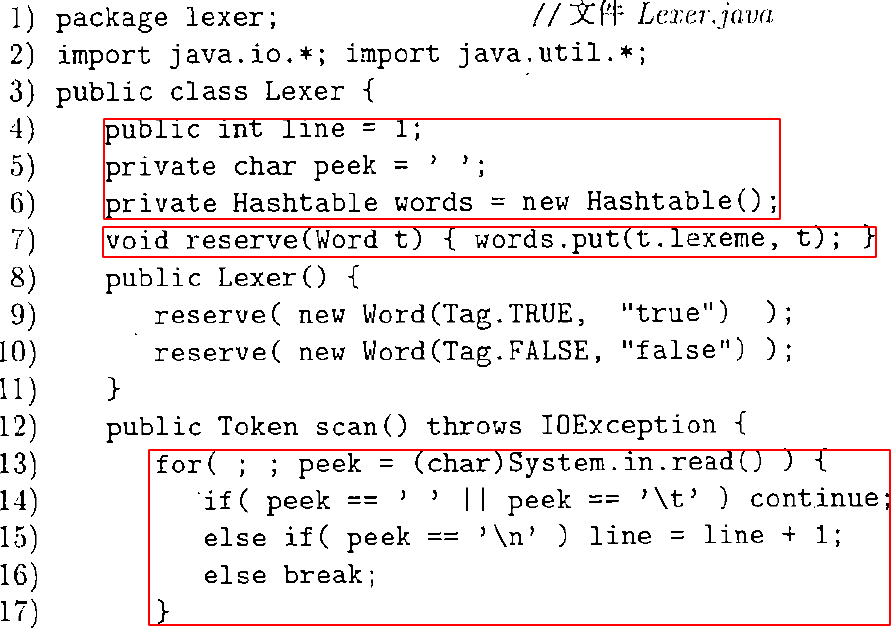 1) package lexer; // 文件 Lexer.java
2) import java.io.*; import java.util.*;
3) public class Lexer {
4) public int line = 1;
5) private char peek = ' ';
6) private Hashtable words = new Hashtable();
7) void reserve(Word t) { words.put(t.lexeme, t); }
8) public Lexer() {
9) reserve( new Word(Tag.TRUE, "true") );
10) reserve( new Word(Tag.FALSE, "false") );
11) }
12) public Token scan() throws IOException {
13) for( ; ; peek = (char)System.in.read() ) {
14) if( peek == ' ' || peek == '\t' ) continue;
15) else if( peek == '\n' ) line = line + 1;
16) else break;
17) }